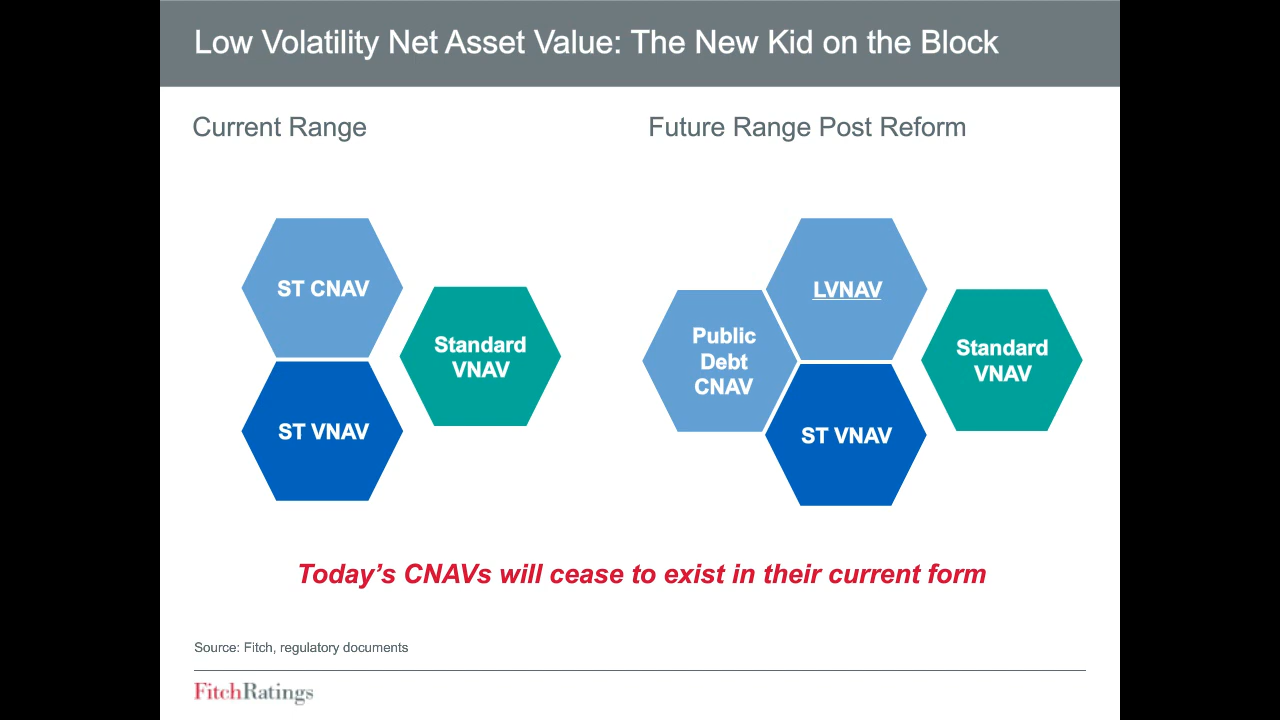 Low Volatility Net Asset Value: The New Kid on the Block
Current Range
Future Range Post Reform
ST CNAV
Standard
VNAV
ST VNAV
LVNAV
Public
Debt
CNAV
Standard
VNAV
ST VNAV
Today’s CNAVs will cease to exist in their current form
Source: Fitch, regulatory documents
FitchRatings